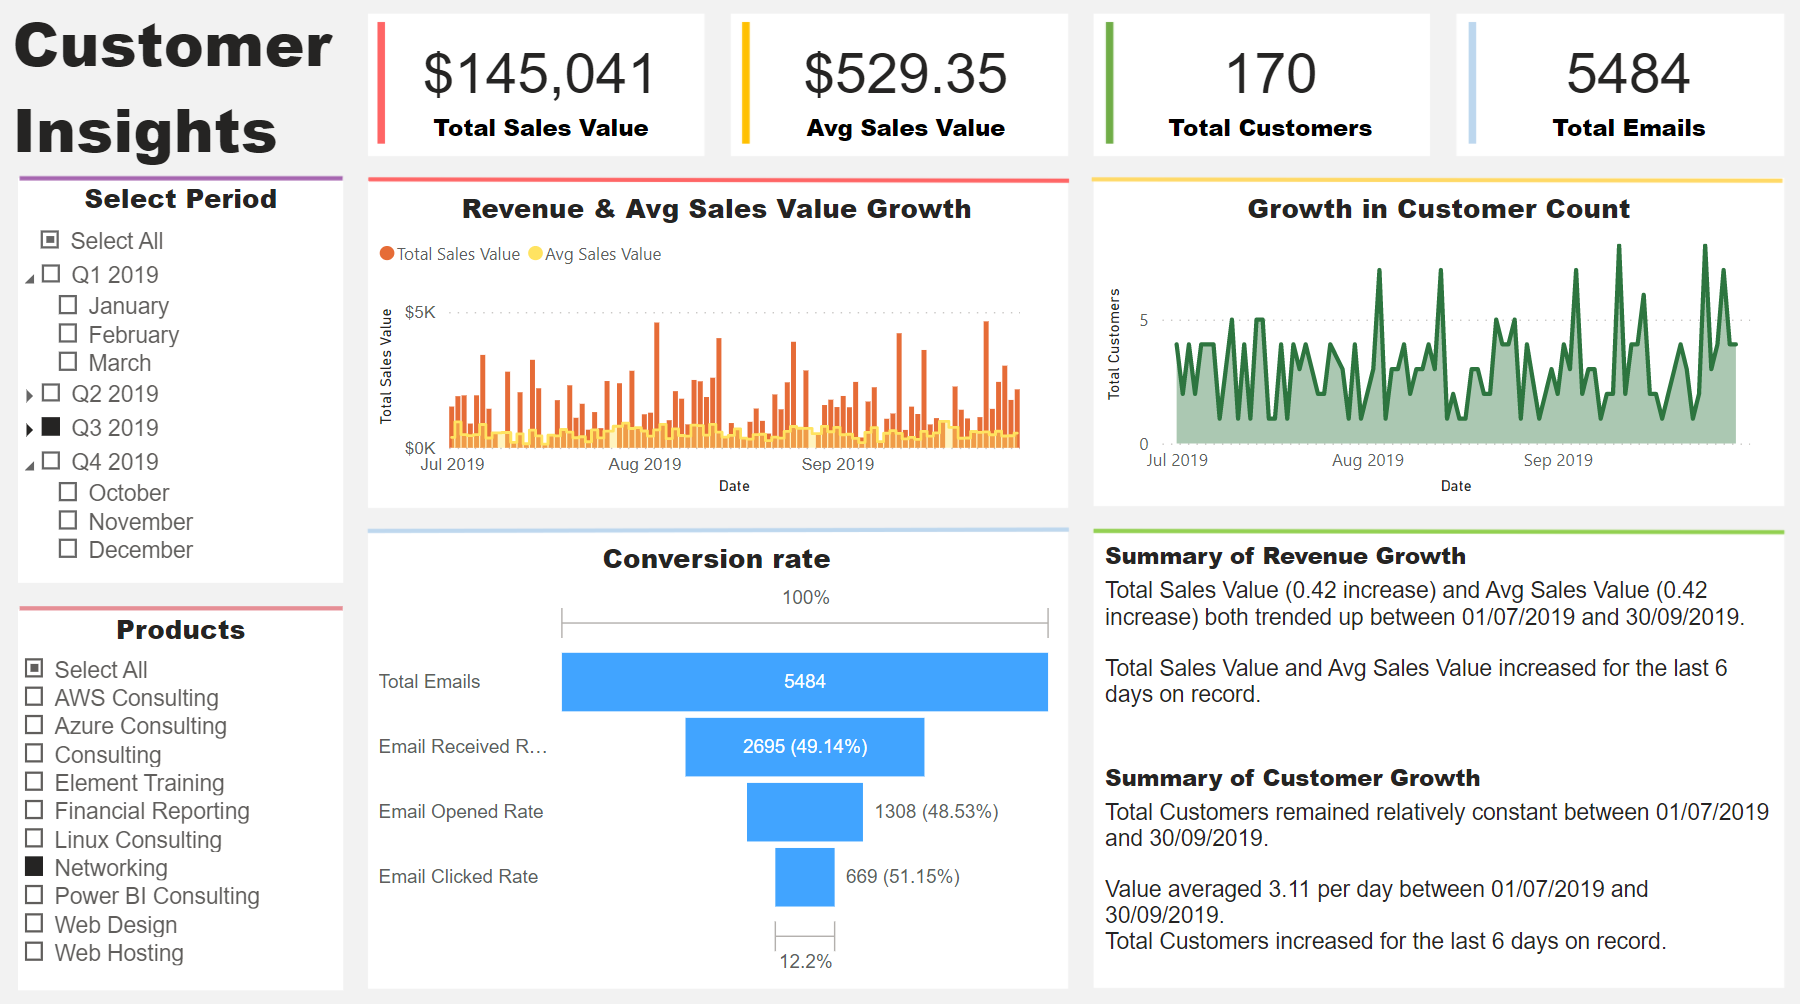 Customer
Insights
$145,041
Total Sales Value
$529.35
Avg Sales Value
170
Total Customers
5484
Total Emails
Select Period
Select All
Q1 2019
January
February
March
Q2 2019
Q3 2019
Q4 2019
October
November
December
Products
Select All
AWS Consulting
Azure Consulting
Consulting
Element Training
Financial Reporting
Linux Consulting
Networking
Power BI Consulting
Web Design
Web Hosting
Revenue & Avg Sales Value Growth
Total Sales Value Avg Sales Value
Total Sales Value
$5K
$0K
Jul 2019 Aug 2019 Sep 2019
Date
Growth in Customer Count
Total Customers
5
0
Jul 2019 Aug 2019 Sep 2019
Date
Conversion rate
100%
Total Emails 5484
Email Received R... 2695 (49.14%)
Email Opened Rate 1308 (48.53%)
Email Clicked Rate 669 (51.15%)
12.2%
Summary of Revenue Growth
Total Sales Value (0.42 increase) and Avg Sales Value (0.42
increase) both trended up between 01/07/2019 and 30/09/2019.
Total Sales Value and Avg Sales Value increased for the last 6
days on record.
Summary of Customer Growth
Total Customers remained relatively constant between 01/07/2019
and 30/09/2019.
Value averaged 3.11 per day between 01/07/2019 and
30/09/2019.
Total Customers increased for the last 6 days on record.